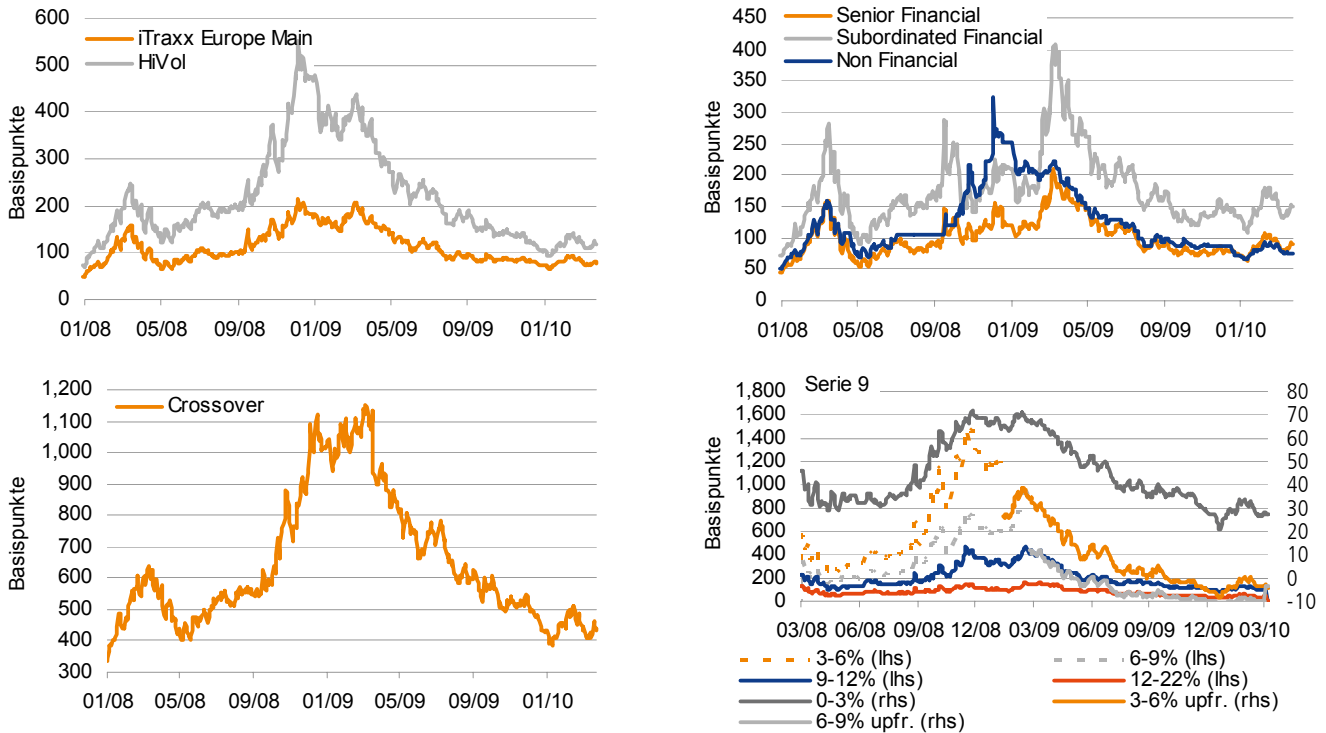 600
500
400
300
200
100
0
Basispunkte
iTraxx Europe Main
HiVol
01/08 05/08 09/08 01/09 05/09 09/09 01/10
450
400
350
300
250
200
150
100
50
0
Basispunkte
Senior Financial
Subordinated Financial
Non Financial
01/08 05/08 09/08 01/09 05/09 09/09 01/10
1,200
1,100
1,000
900
800
700
600
500
400
300
Basispunkte
Crossover
01/08 05/08 09/08 01/09 05/09 09/09 01/10
1,800
1,600
1,400
1,200
1,000
800
600
400
200
0
Basispunkte
Serie 9
80
70
60
50
40
30
20
10
0
-10
03/08 06/08 09/08 12/08 03/09 06/09 09/09 12/09 03/10
3-6% (lhs) 6-9% (lhs)
9-12% (lhs) 12-22% (lhs)
0-3% (rhs) 3-6% upfr. (rhs)
6-9% upfr. (rhs)